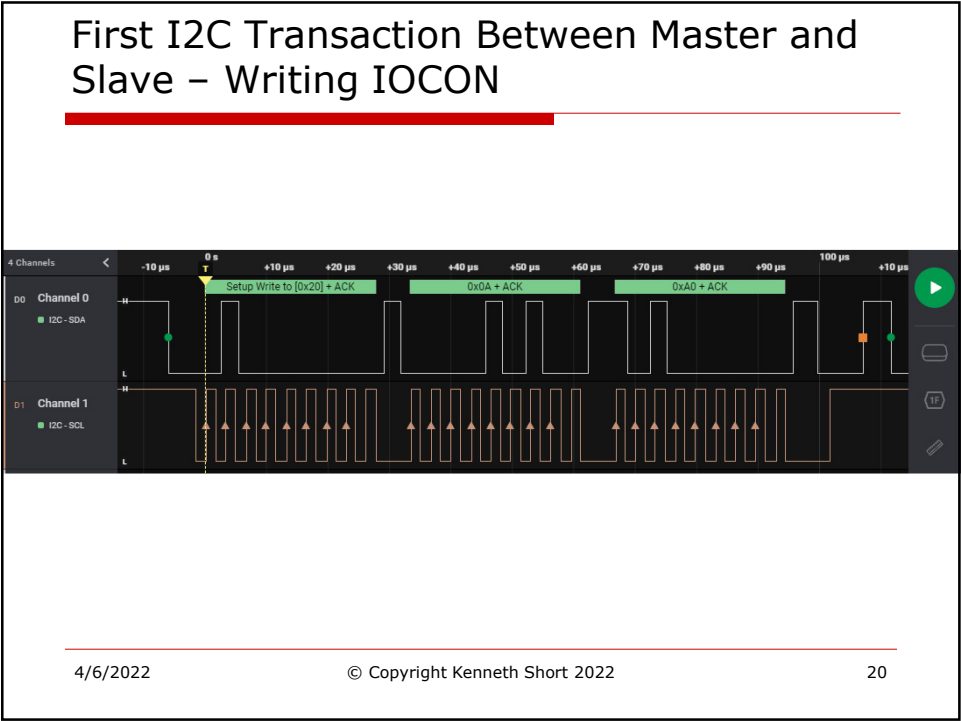 First I2C Transaction Between Master and
Slave – Writing IOCON
4 Channels
-10 µs
0 s
T
+10 µs
+20 µs
+30 µs
+40 µs
+50 µs
+60 µs
+70 µs
+80 µs
+90 µs
100 µs
+10 µs
Setup Write to [0x20] + ACK
0x0A + ACK
0xA0 + ACK
D0 Channel 0
I2C - SDA
H
L
D1 Channel 1
I2C - SCL
H
L
1F
4/6/2022 © Copyright Kenneth Short 2022 20